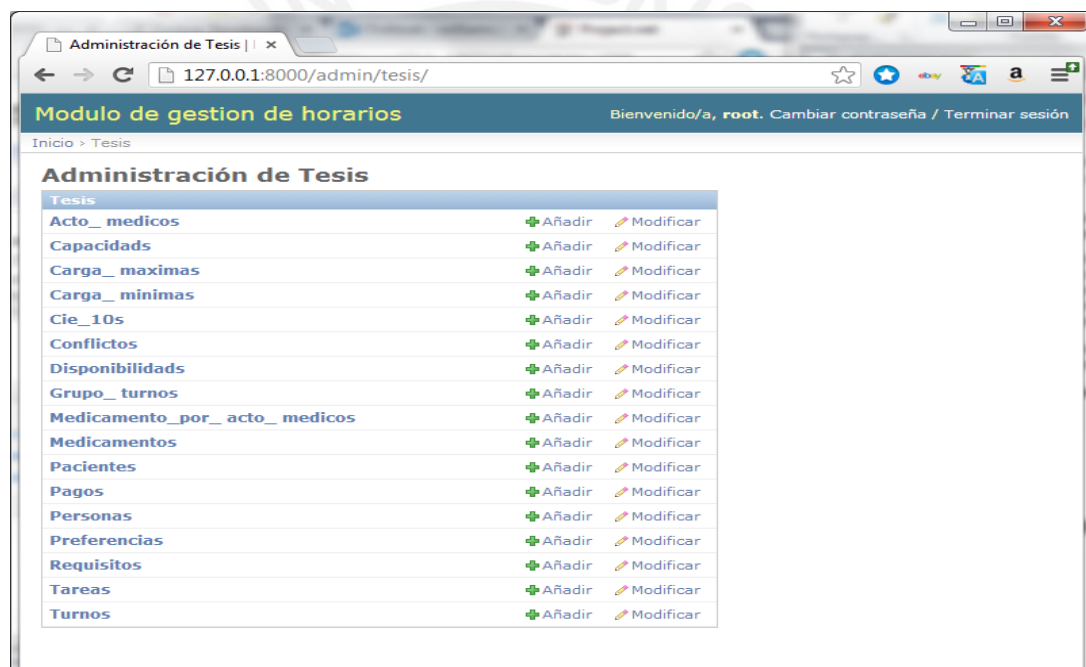 Administración de Tesis |
127.0.0.1:8000/admin/tesis/
ebay
a
Modulo de gestion de horarios
Bienvenido/a, root. Cambiar contraseña / Terminar sesión
Inicio > Tesis
Administración de Tesis
Tesis
Acto_ medicos Añadir Modificar
Capacidads Añadir Modificar
Carga_ maximas Añadir Modificar
Carga_ minimas Añadir Modificar
Cie_10s Añadir Modificar
Conflictos Añadir Modificar
Disponibilidads Añadir Modificar
Grupo_ turnos Añadir Modificar
Medicamento_por_ acto_ medicos Añadir Modificar
Medicamentos Añadir Modificar
Pacientes Añadir Modificar
Pagos Añadir Modificar
Personas Añadir Modificar
Preferencias Añadir Modificar
Requisitos Añadir Modificar
Tareas Añadir Modificar
Turnos Añadir Modificar